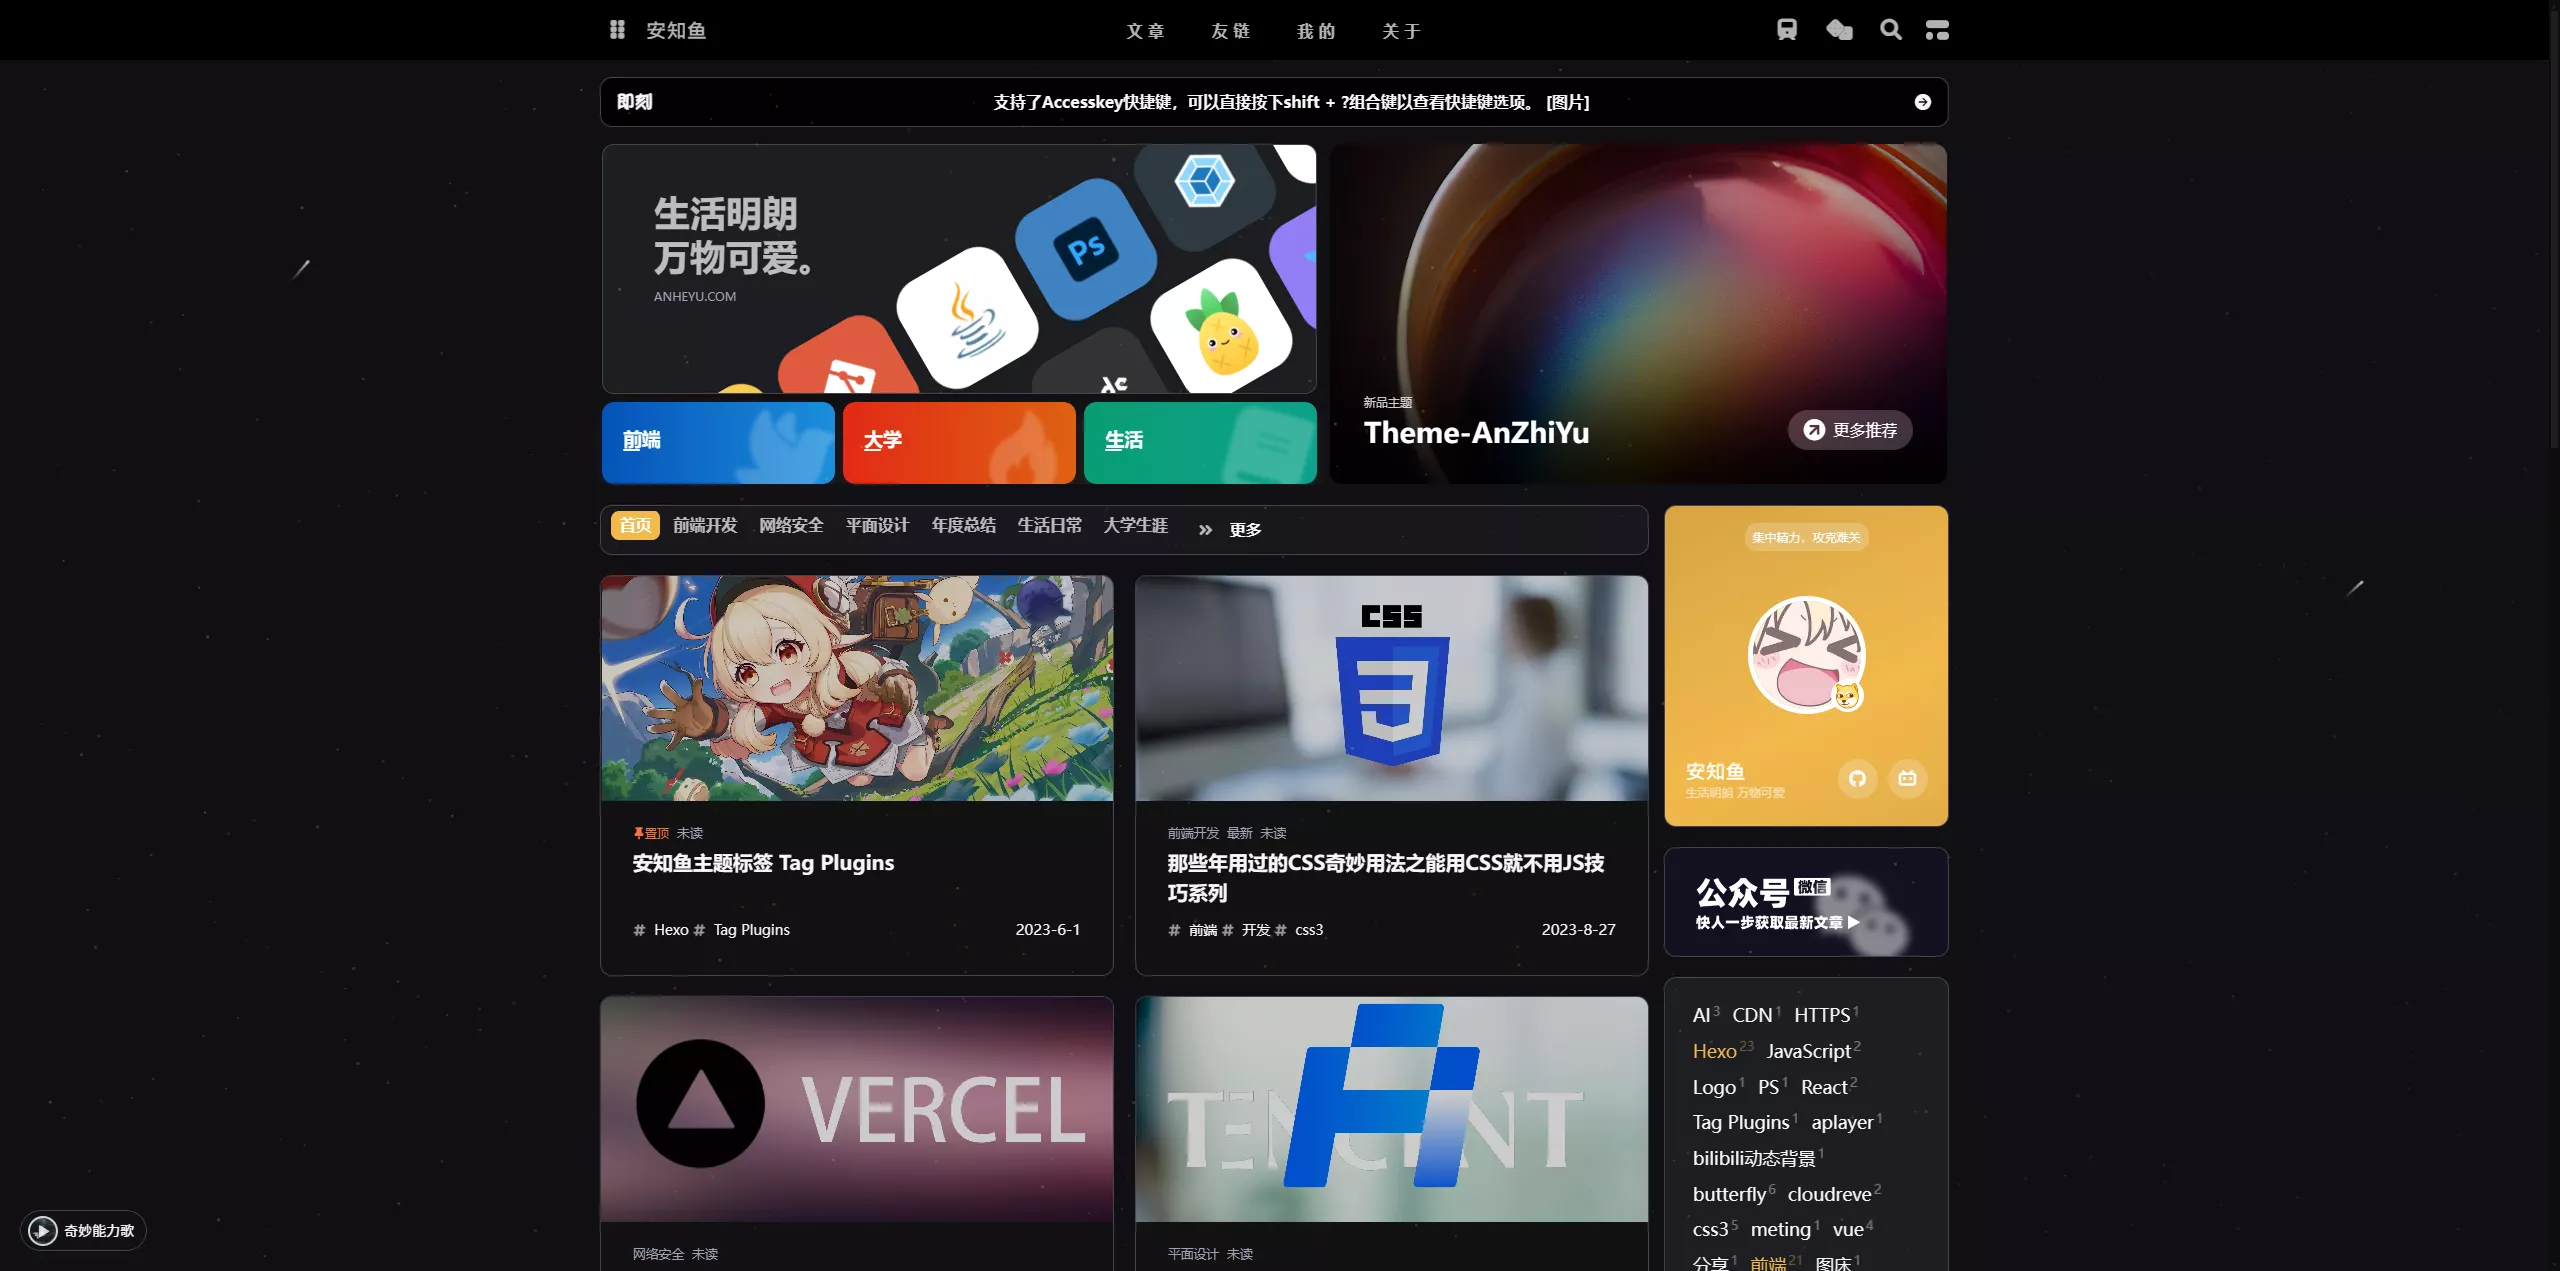 安知鱼
文章 友链 我的 关于
即刻
支持了Accesskey快捷键，可以直接按下shift + ?组合键以查看快捷键选项。 [图片]
生活明朗
万物可爱。
ANHEYU.COM
Ps
新品主题
Theme-AnZhiYu
更多推荐
前端
大学
生活
首页 前端开发 网络安全 平面设计 年度总结 生活日常 大学生涯 更多
集中精力，攻克难关
安知鱼
生活明朗 万物可爱
CSS
置顶 未读
安知鱼主题标签 Tag Plugins
# Hexo # Tag Plugins 2023-6-1
前端开发 最新 未读
那些年用过的CSS奇妙用法之能用CSS就不用JS技
巧系列
# 前端 # 开发 # css3 2023-8-27
公众号 微信
快人一步获取最新文章
VERCEL
网络安全 未读
TENCENT
平面设计 未读
AI 3 CDN 1 HTTPS 1
Hexo 23 JavaScript 2
Logo 1 PS 1 React 2
Tag Plugins 1 aplayer 1
bilibili动态背景 1
butterfly 6 cloudreve 2
css3 5 meting 1 vue 4
分享 1 前端 21 图床 1
奇妙能力歌